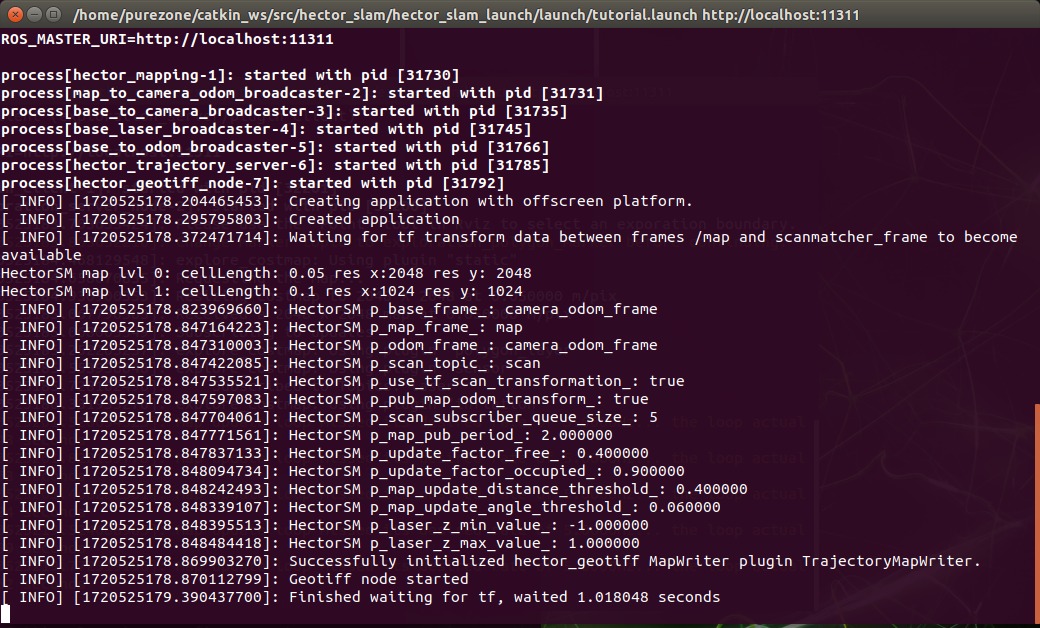 /home/purezone/catkin_ws/src/hector_slam/hector_slam_launch/launch/tutorial.launch http://localhost:11311
ROS_MASTER_URI=http://localhost:11311
process[hector_mapping-1]: started with pid [31730]
process[map_to_camera_odom_broadcaster-2]: started with pid [31731]
process[base_to_camera_broadcaster-3]: started with pid [31735]
process[base_laser_broadcaster-4]: started with pid [31745]
process[base_to_odom_broadcaster-5]: started with pid [31766]
process[hector_trajectory_server-6]: started with pid [31785]
process[hector_geotiff_node-7]: started with pid [31792]
[ INFO] [1720525178.204465453]: Creating application with offscreen platform.
[ INFO] [1720525178.295795803]: Created application
[ INFO] [1720525178.372471714]: Waiting for tf transform data between frames /map and scanmatcher_frame to become
available
HectorSM map lvl 0: cellLength: 0.05 res x:2048 res y: 2048
HectorSM map lvl 1: cellLength: 0.1 res x:1024 res y: 1024
[ INFO] [1720525178.823969660]: HectorSM p_base_frame_: camera_odom_frame
[ INFO] [1720525178.847164223]: HectorSM p_map_frame_: map
[ INFO] [1720525178.847310003]: HectorSM p_odom_frame_: camera_odom_frame
[ INFO] [1720525178.847422085]: HectorSM p_scan_topic_: scan
[ INFO] [1720525178.847535521]: HectorSM p_use_tf_scan_transformation_: true
[ INFO] [1720525178.847597083]: HectorSM p_pub_map_odom_transform_: true
[ INFO] [1720525178.847704061]: HectorSM p_scan_subscriber_queue_size_: 5
[ INFO] [1720525178.847771561]: HectorSM p_map_pub_period_: 2.000000
[ INFO] [1720525178.847837133]: HectorSM p_update_factor_free_: 0.400000
[ INFO] [1720525178.848094734]: HectorSM p_update_factor_occupied_: 0.900000
[ INFO] [1720525178.848242493]: HectorSM p_map_update_distance_threshold_: 0.400000
[ INFO] [1720525178.848339107]: HectorSM p_map_update_angle_threshold_: 0.060000
[ INFO] [1720525178.848395513]: HectorSM p_laser_z_min_value_: -1.000000
[ INFO] [1720525178.848484418]: HectorSM p_laser_z_max_value_: 1.000000
[ INFO] [1720525178.869903270]: Successfully initialized hector_geotiff MapWriter plugin TrajectoryMapWriter.
[ INFO] [1720525178.870112799]: Geotiff node started
[ INFO] [1720525179.390437700]: Finished waiting for tf, waited 1.018048 seconds